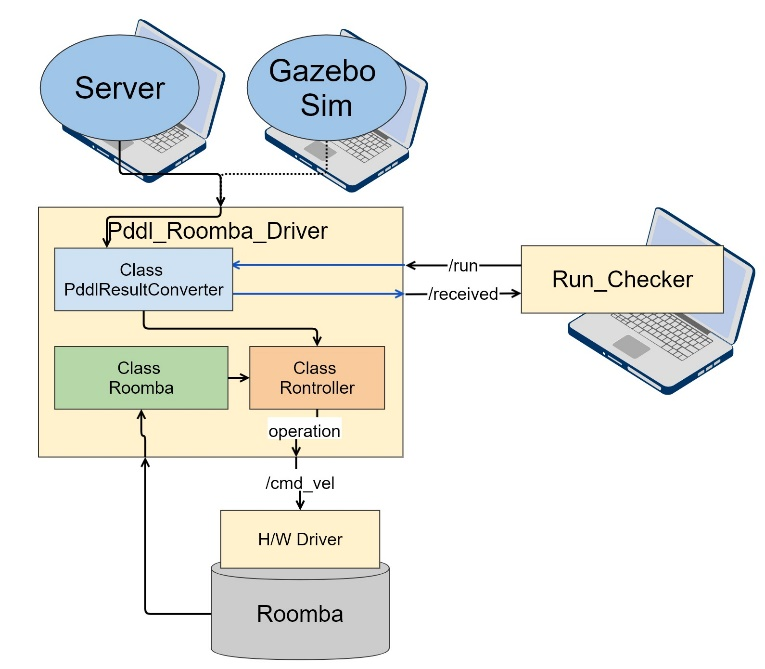 Server
Gazebo
Sim
Pddl_Roomba_Driver
Class
PddlResultConverter
/run
/received
Run_Checker
Class
Roomba
Class
Rontroller
operation
/cmd_vel
H/W Driver
Roomba